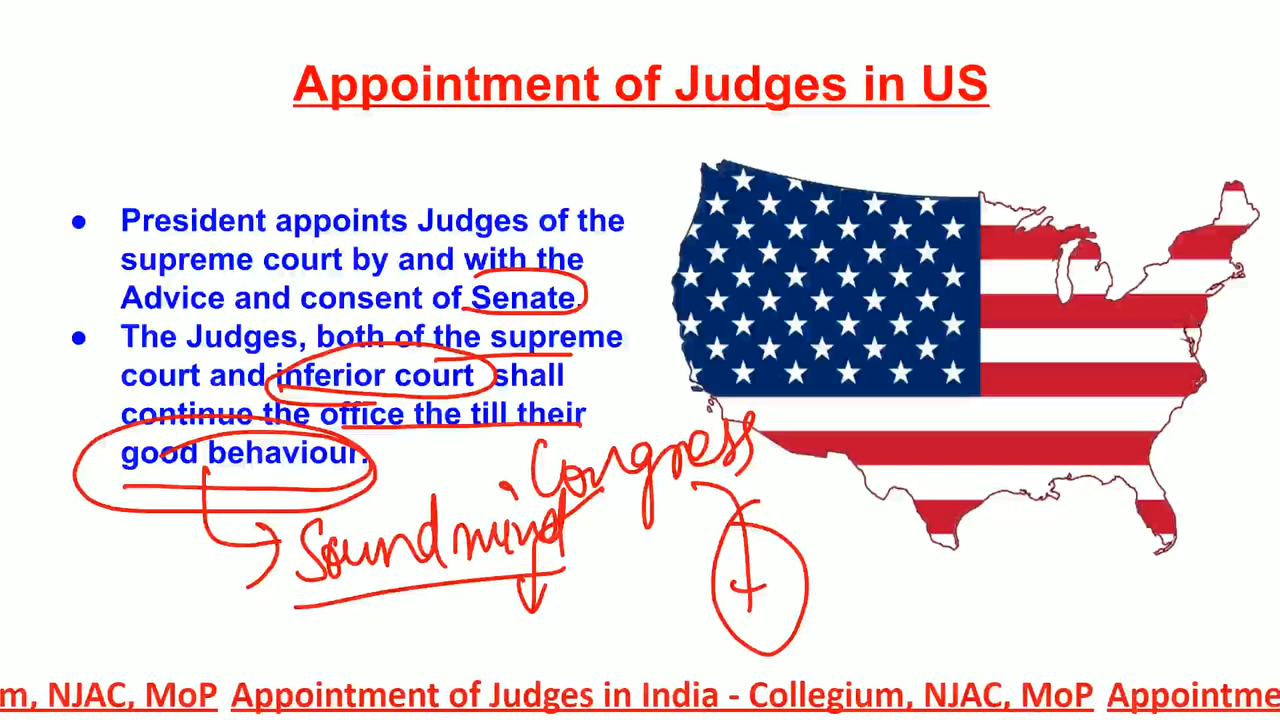 Appointment of Judges in US
● President appoints Judges of the
supreme court by and with the
Advice and consent of Senate.
● The Judges, both of the supreme
court and inferior court shall
continue the office the till their
good behaviour.
Congress
Sound mind
m, NJAC, MoP Appointment of Judges in India - Collegium, NJAC, MoP Appointme